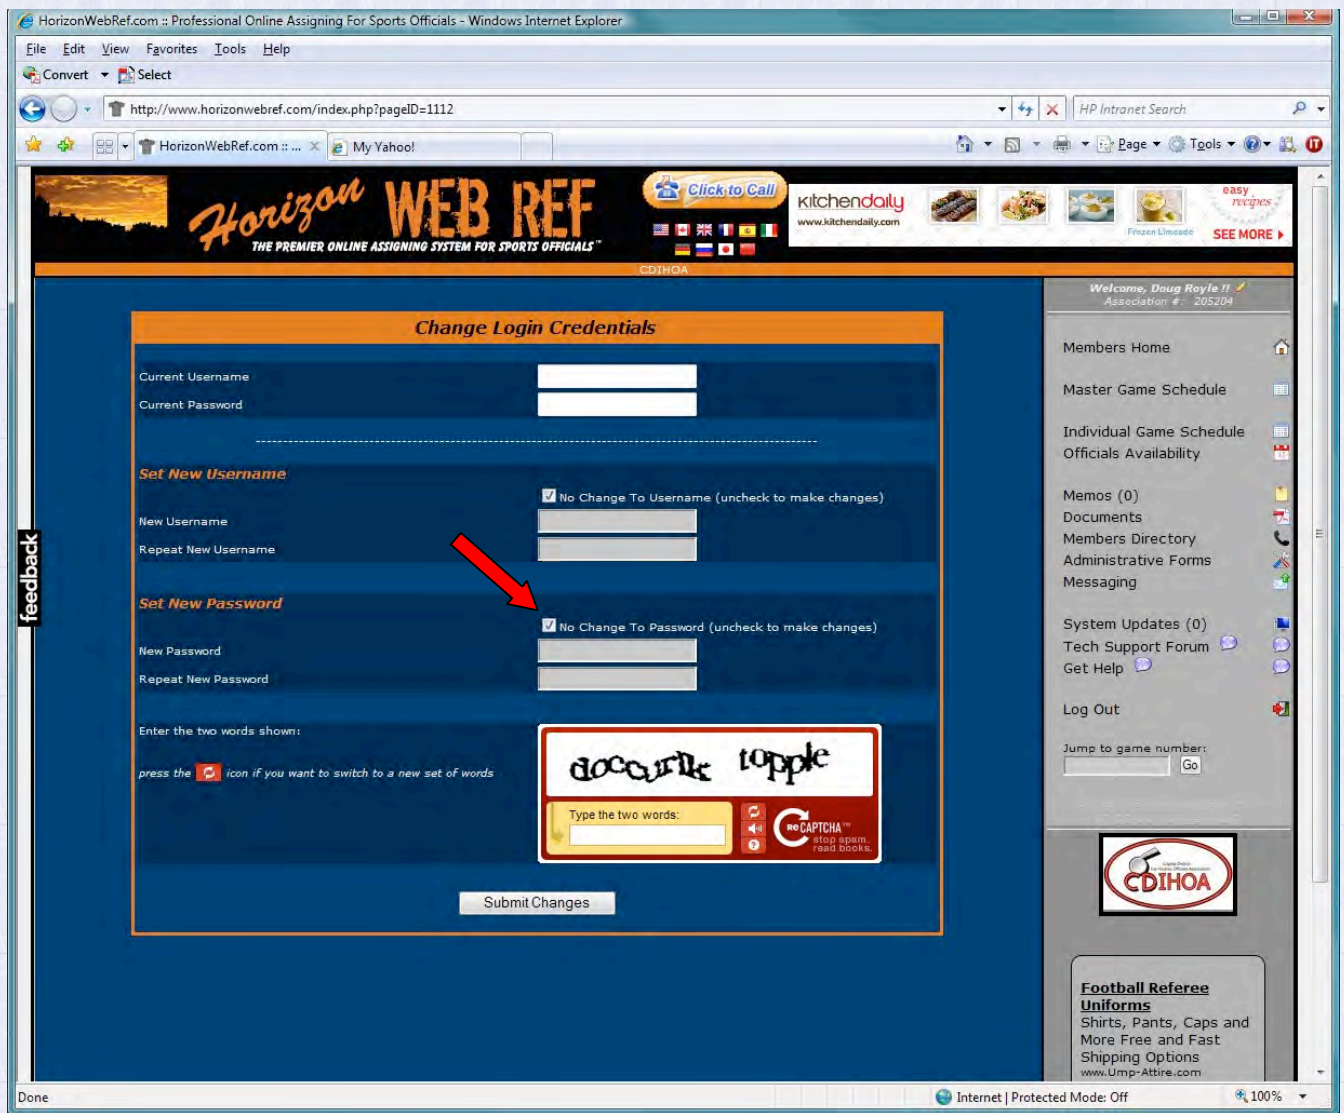 HorizonWebRef.com :: Professional Online Assigning For Sports Officials - Windows Internet Explorer
File Edit View Favorites Tools Help
Convert Select
http://www.horizonwebref.com/index.php?pageID=1112
HP Intranet Search
HorizonWebRef.com :: ...
My Yahoo!
Page Tools
Horizon WEB REF
THE PREMIER ONLINE ASSIGNING SYSTEM FOR SPORTS OFFICIALS™
Click to Call
kitchendaily
www.kitchendaily.com
Frozen Limeade
easy
recipes
SEE MORE
CDIHOA
Welcome, Doug Royle !!
Association #: 205204
Change Login Credentials
Current Username
Current Password
Set New Username
No Change To Username (uncheck to make changes)
New Username
Repeat New Username
Set New Password
No Change To Password (uncheck to make changes)
New Password
Repeat New Password
Enter the two words shown:
press the icon if you want to switch to a new set of words
topple
Type the two words:
reCAPTCHA™
stop spam.
read books.
Submit Changes
feedback
Members Home
Master Game Schedule
Individual Game Schedule
Officials Availability
Memos (0)
Documents
Members Directory
Administrative Forms
Messaging
System Updates (0)
Tech Support Forum
Get Help
Log Out
Jump to game number:
Go
CDIHOA
Football Referee
Uniforms
Shirts, Pants, Caps and
More Free and Fast
Shipping Options
www.Ump-Attire.com
Done
Internet | Protected Mode: Off
100%